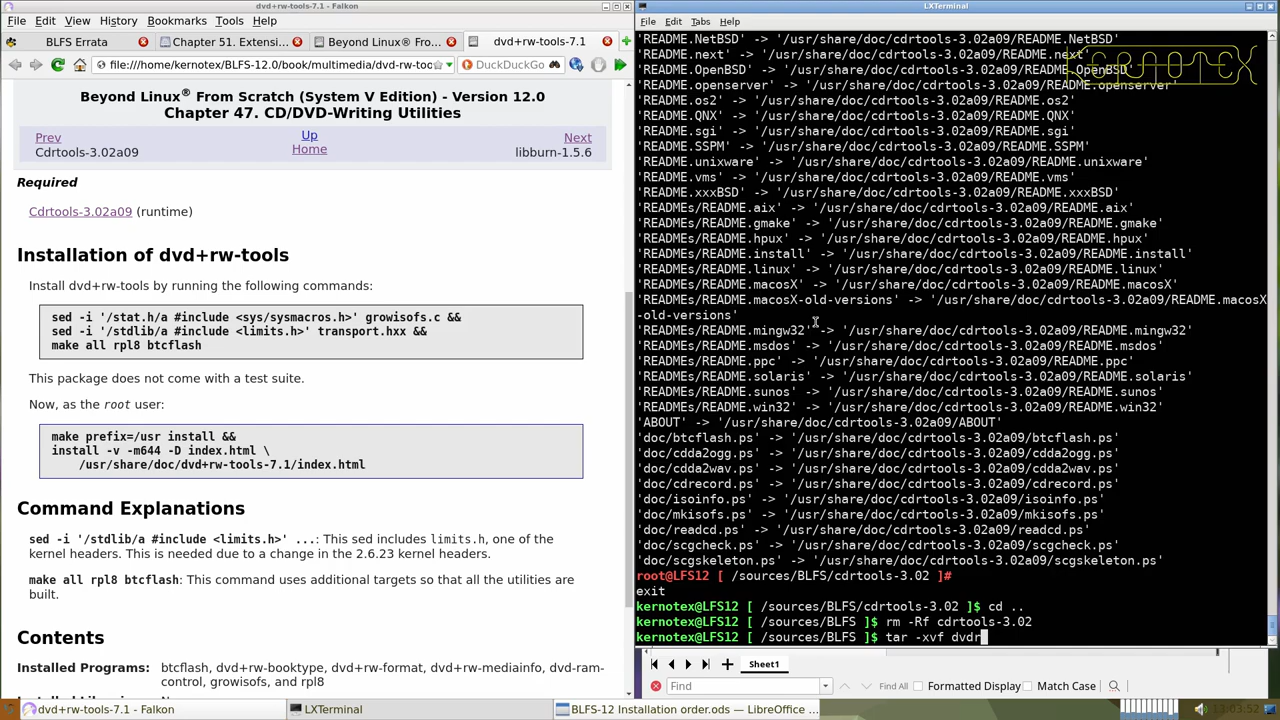 dvd+rw-tools-7.1 - Falkon
File Edit View History Bookmarks Tools Help
BLFS Errata
Chapter 51. Extensi...
Beyond Linux® Fro...
dvd+rw-tools-7.1
file:///home/kernotex/BLFS-12.0/book/multimedia/dvd-rw-to
DuckDuckGo
Beyond Linux® From Scratch (System V Edition) - Version 12.0
Chapter 47. CD/DVD-Writing Utilities
Prev Up Next
Cdrtools-3.02a09 Home libburn-1.5.6
Required
Cdrtools-3.02a09 (runtime)
Installation of dvd+rw-tools
Install dvd+rw-tools by running the following commands:
sed -i '/stat.h/a #include <sys/sysmacros.h>' growisofs.c &&
sed -i '/stdlib/a #include <limits.h>' transport.hxx &&
make all rpl8 btcflash
This package does not come with a test suite.
Now, as the root user:
make prefix=/usr install &&
install -v -m644 -D index.html \
/usr/share/doc/dvd+rw-tools-7.1/index.html
Command Explanations
sed -i '/stdlib/a #include <limits.h>' ...: This sed includes limits.h, one of the
kernel headers. This is needed due to a change in the 2.6.23 kernel headers.
make all rpl8 btcflash: This command uses additional targets so that all the utilities are
built.
Contents
Installed Programs: btcflash, dvd+rw-booktype, dvd+rw-format, dvd+rw-mediainfo, dvd-ram-
control, growisofs, and rpl8
LXTerminal
File Edit Tabs Help
'README.NetBSD' -> '/usr/share/doc/cdrtools-3.02a09/README.NetBSD'
'README.next' -> '/usr/share/doc/cdrtools-3.02a09/README.next'
'README.OpenBSD' -> '/usr/share/doc/cdrtools-3.02a09/README.OpenBSD'
'README.openserver' -> '/usr/share/doc/cdrtools-3.02a09/README.openserver'
'README.os2' -> '/usr/share/doc/cdrtools-3.02a09/README.os2'
'README.QNX' -> '/usr/share/doc/cdrtools-3.02a09/README.QNX'
'README.sgi' -> '/usr/share/doc/cdrtools-3.02a09/README.sgi'
'README.SSPM' -> '/usr/share/doc/cdrtools-3.02a09/README.SSPM'
'README.unixware' -> '/usr/share/doc/cdrtools-3.02a09/README.unixware'
'README.vms' -> '/usr/share/doc/cdrtools-3.02a09/README.vms'
'README.xxxBSD' -> '/usr/share/doc/cdrtools-3.02a09/README.xxxBSD'
'READMEs/README.aix' -> '/usr/share/doc/cdrtools-3.02a09/README.aix'
'READMEs/README.gmake' -> '/usr/share/doc/cdrtools-3.02a09/README.gmake'
'READMEs/README.hpux' -> '/usr/share/doc/cdrtools-3.02a09/README.hpux'
'READMEs/README.install' -> '/usr/share/doc/cdrtools-3.02a09/README.install'
'READMEs/README.linux' -> '/usr/share/doc/cdrtools-3.02a09/README.linux'
'READMEs/README.macosX' -> '/usr/share/doc/cdrtools-3.02a09/README.macosX'
'READMEs/README.macosX-old-versions' -> '/usr/share/doc/cdrtools-3.02a09/README.macosX
-old-versions'
'READMEs/README.mingw32' -> '/usr/share/doc/cdrtools-3.02a09/README.mingw32'
'READMEs/README.msdos' -> '/usr/share/doc/cdrtools-3.02a09/README.msdos'
'READMEs/README.ppc' -> '/usr/share/doc/cdrtools-3.02a09/README.ppc'
'READMEs/README.solaris' -> '/usr/share/doc/cdrtools-3.02a09/README.solaris'
'READMEs/README.sunos' -> '/usr/share/doc/cdrtools-3.02a09/README.sunos'
'READMEs/README.win32' -> '/usr/share/doc/cdrtools-3.02a09/README.win32'
'ABOUT' -> '/usr/share/doc/cdrtools-3.02a09/ABOUT'
'doc/btcflash.ps' -> '/usr/share/doc/cdrtools-3.02a09/btcflash.ps'
'doc/cdda2ogg.ps' -> '/usr/share/doc/cdrtools-3.02a09/cdda2ogg.ps'
'doc/cdda2wav.ps' -> '/usr/share/doc/cdrtools-3.02a09/cdda2wav.ps'
'doc/cdrecord.ps' -> '/usr/share/doc/cdrtools-3.02a09/cdrecord.ps'
'doc/isoinfo.ps' -> '/usr/share/doc/cdrtools-3.02a09/isoinfo.ps'
'doc/mkisofs.ps' -> '/usr/share/doc/cdrtools-3.02a09/mkisofs.ps'
'doc/readcd.ps' -> '/usr/share/doc/cdrtools-3.02a09/readcd.ps'
'doc/scgcheck.ps' -> '/usr/share/doc/cdrtools-3.02a09/scgcheck.ps'
'doc/scgskeleton.ps' -> '/usr/share/doc/cdrtools-3.02a09/scgskeleton.ps'
root@LFS12 [ /sources/BLFS/cdrtools-3.02 ]#
exit
kernotex@LFS12 [ /sources/BLFS/cdrtools-3.02 ]$ cd ..
kernotex@LFS12 [ /sources/BLFS ]$ rm -Rf cdrtools-3.02
kernotex@LFS12 [ /sources/BLFS ]$ tar -xvf dvdr
KERNOTEX
Sheet1
Find Find All Formatted Display Match Case
dvd+rw-tools-7.1 - Falkon
LXTerminal
BLFS-12 Installation order.ods — LibreOffice ...
13:03:52